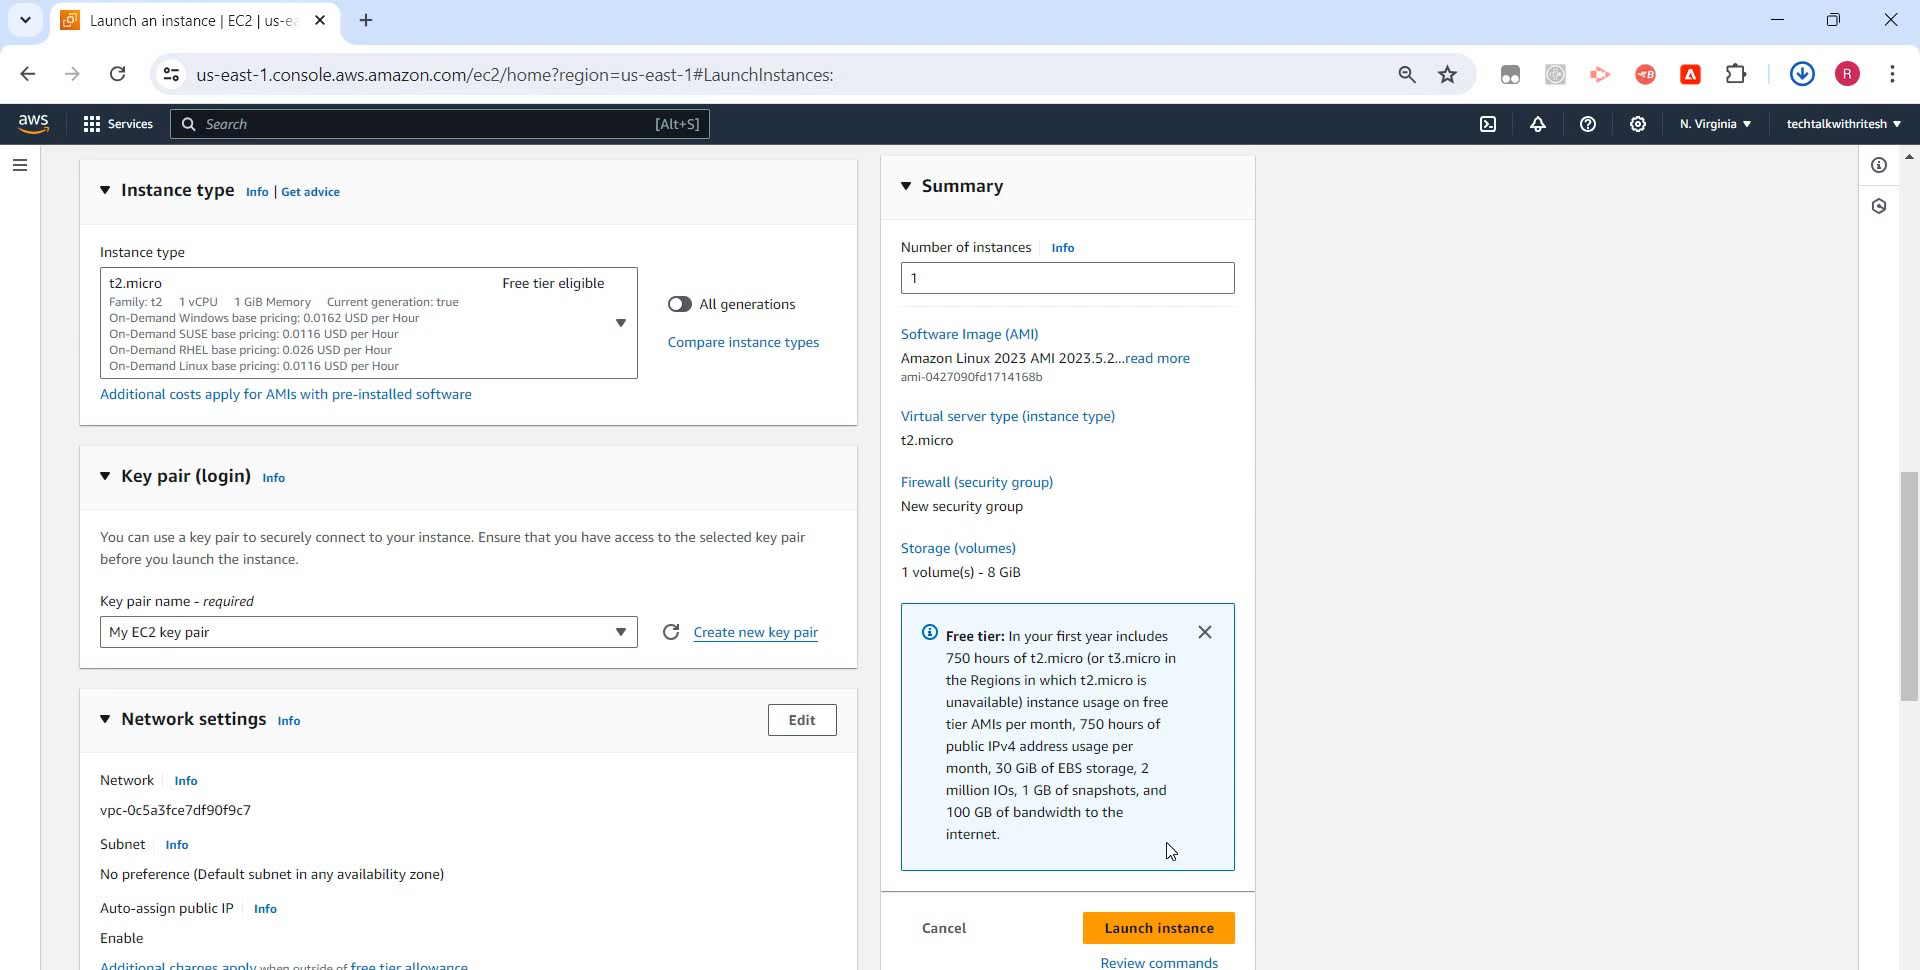 Launch an instance | EC2 | us-ea
us-east-1.console.aws.amazon.com/ec2/home?region=us-east-1#LaunchInstances:
R
aws
Services
Search
[Alt+S]
N. Virginia
techtalkwithritesh
Instance type Info | Get advice
Instance type
t2.micro Free tier eligible
Family: t2 1 vCPU 1 GiB Memory Current generation: true
On-Demand Windows base pricing: 0.0162 USD per Hour
On-Demand SUSE base pricing: 0.0116 USD per Hour
On-Demand RHEL base pricing: 0.026 USD per Hour
On-Demand Linux base pricing: 0.0116 USD per Hour
All generations
Compare instance types
Additional costs apply for AMIs with pre-installed software
Key pair (login) Info
You can use a key pair to securely connect to your instance. Ensure that you have access to the selected key pair
before you launch the instance.
Key pair name - required
My EC2 key pair
Create new key pair
Network settings Info
Edit
Network Info
vpc-0c5a3fce7df90f9c7
Subnet Info
No preference (Default subnet in any availability zone)
Auto-assign public IP Info
Enable
Additional charges apply when outside of free tier allowance
Summary
Number of instances Info
1
Software Image (AMI)
Amazon Linux 2023 AMI 2023.5.2...read more
ami-0427090fd1714168b
Virtual server type (instance type)
t2.micro
Firewall (security group)
New security group
Storage (volumes)
1 volume(s) - 8 GiB
Free tier: In your first year includes
750 hours of t2.micro (or t3.micro in
the Regions in which t2.micro is
unavailable) instance usage on free
tier AMIs per month, 750 hours of
public IPv4 address usage per
month, 30 GiB of EBS storage, 2
million IOs, 1 GB of snapshots, and
100 GB of bandwidth to the
internet.
Cancel
Launch instance
Review commands